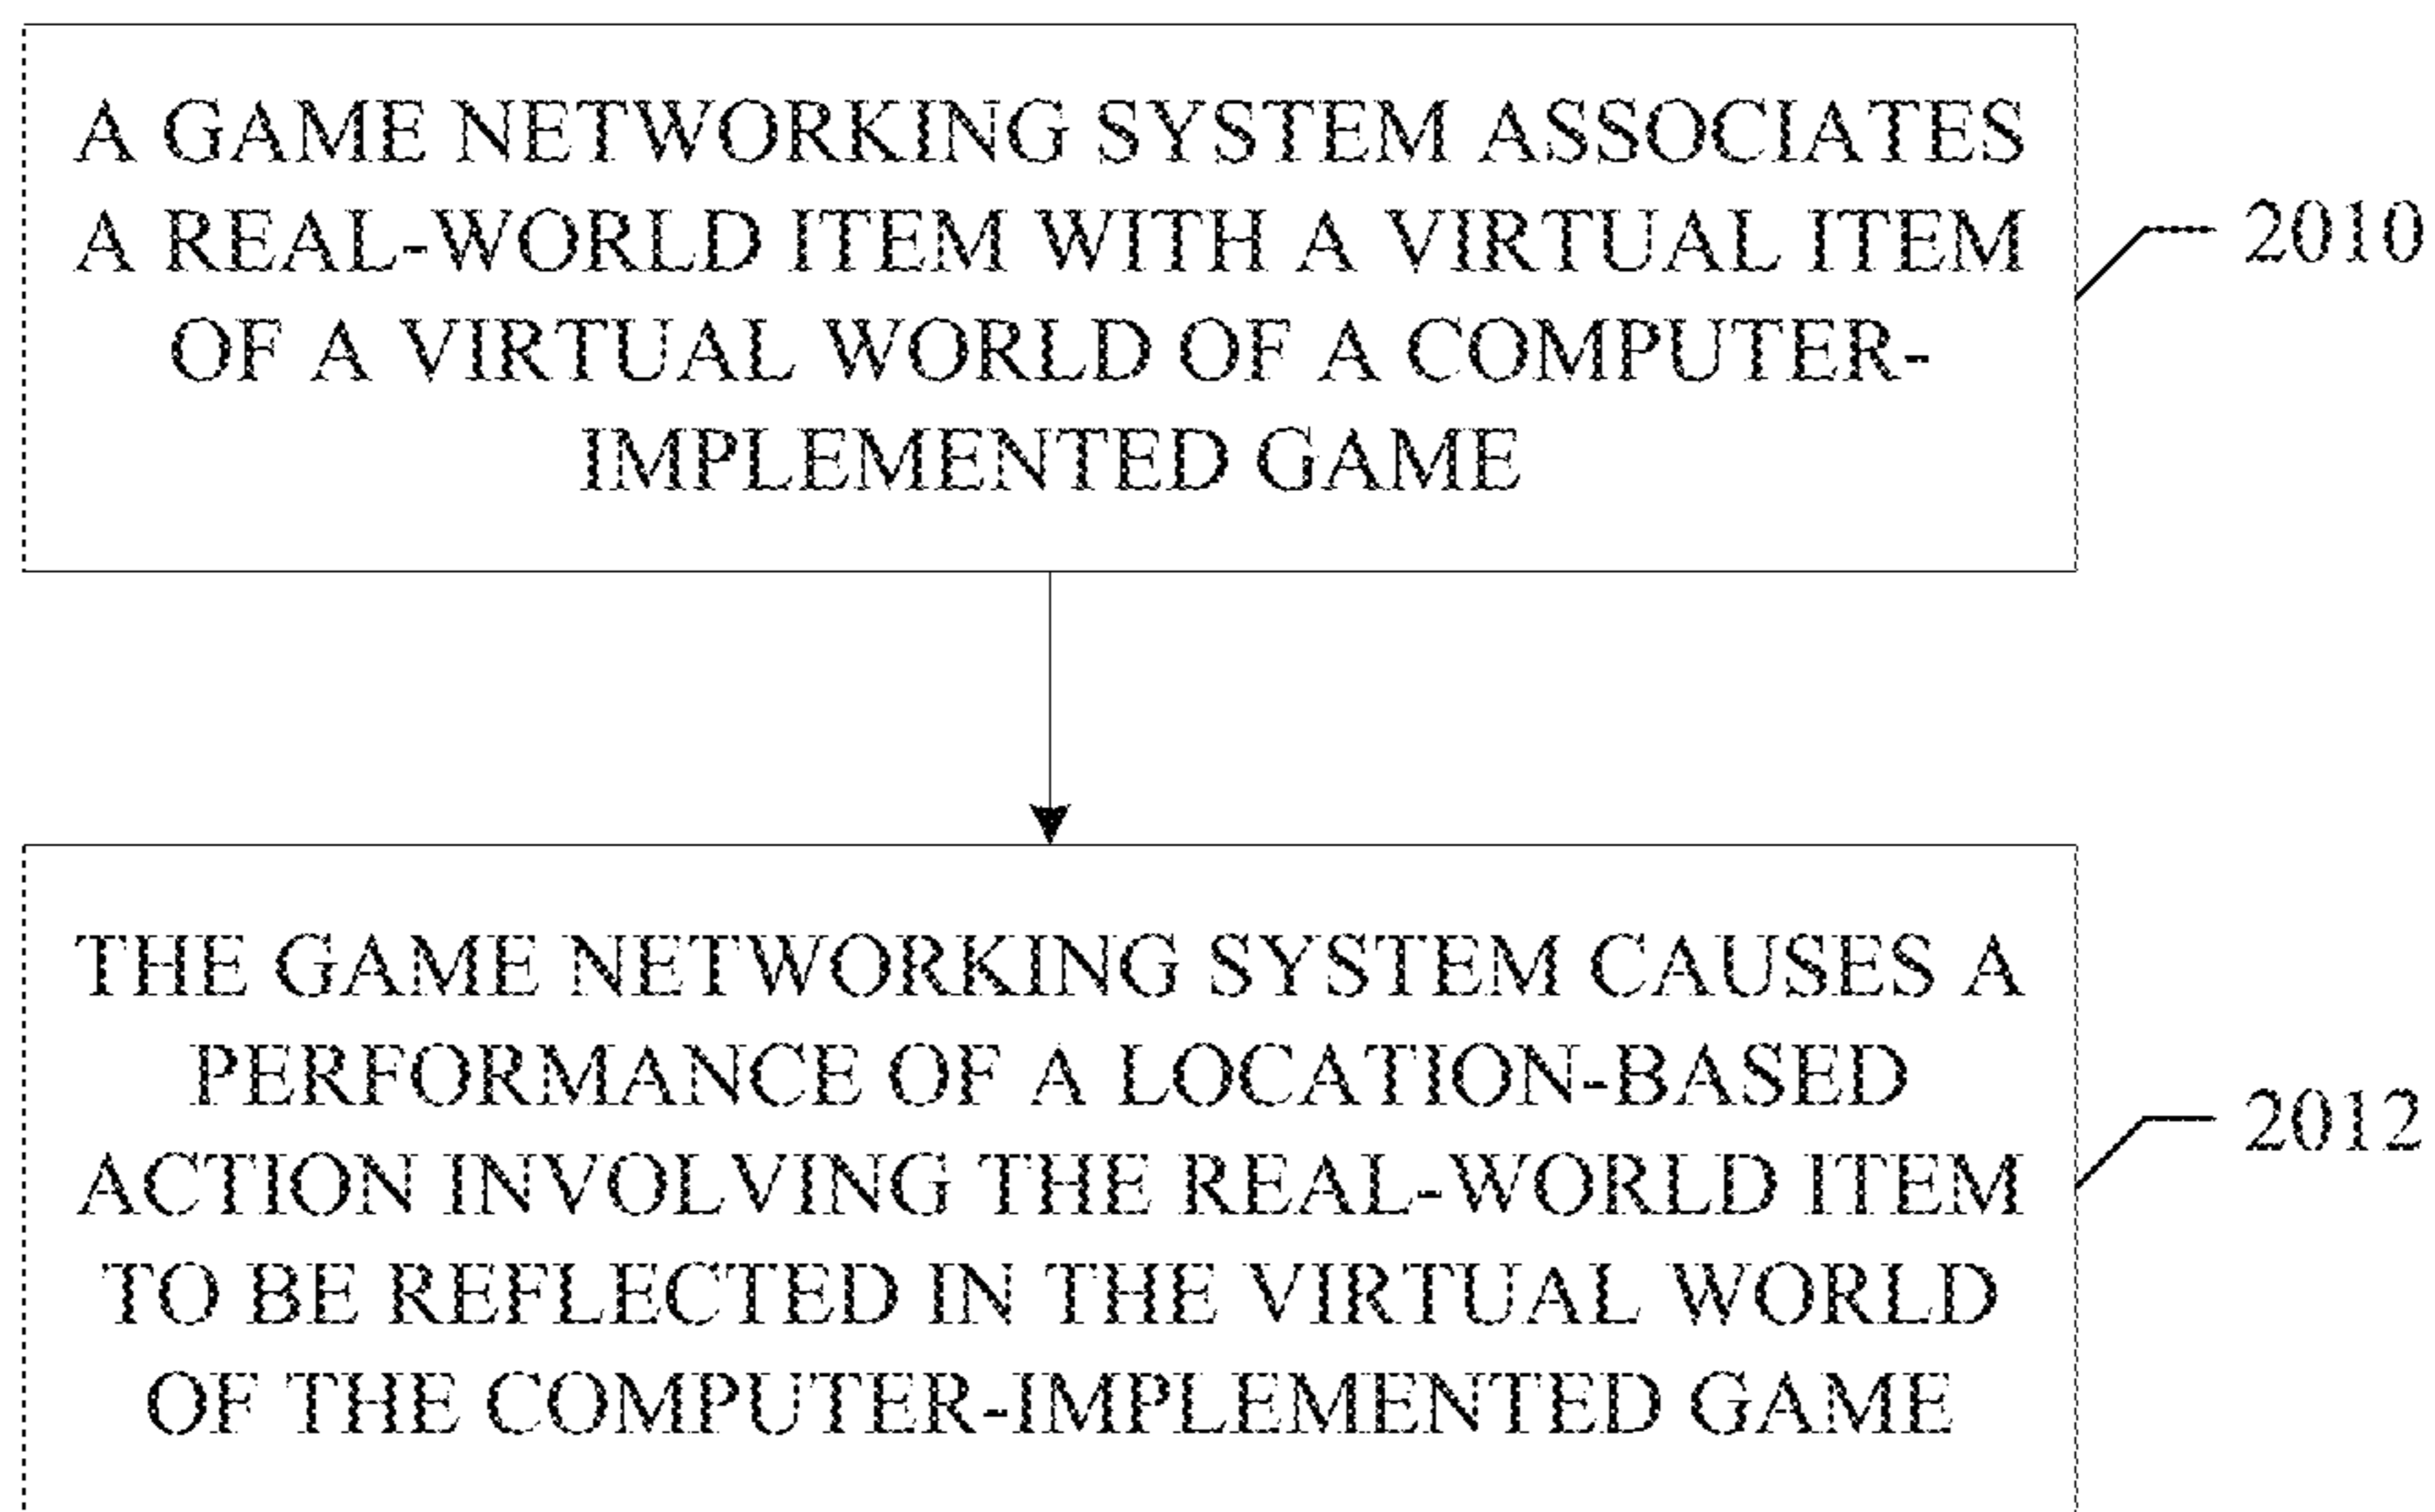 A GAME NETWORKING SYSTEM ASSOCIATES
A REAL-WORLD ITEM WITH A VIRTUAL ITEM
OF A VIRTUAL WORLD OF A COMPUTER-
IMPLEMENTED GAME
2010
THE GAME NETWORKING SYSTEM CAUSES A
PERFORMANCE OF A LOCATION-BASED
ACTION INVOLVING THE REAL-WORLD ITEM
TO BE REFLECTED IN THE VIRTUAL WORLD
OF THE COMPUTER-IMPLEMENTED GAME
2012